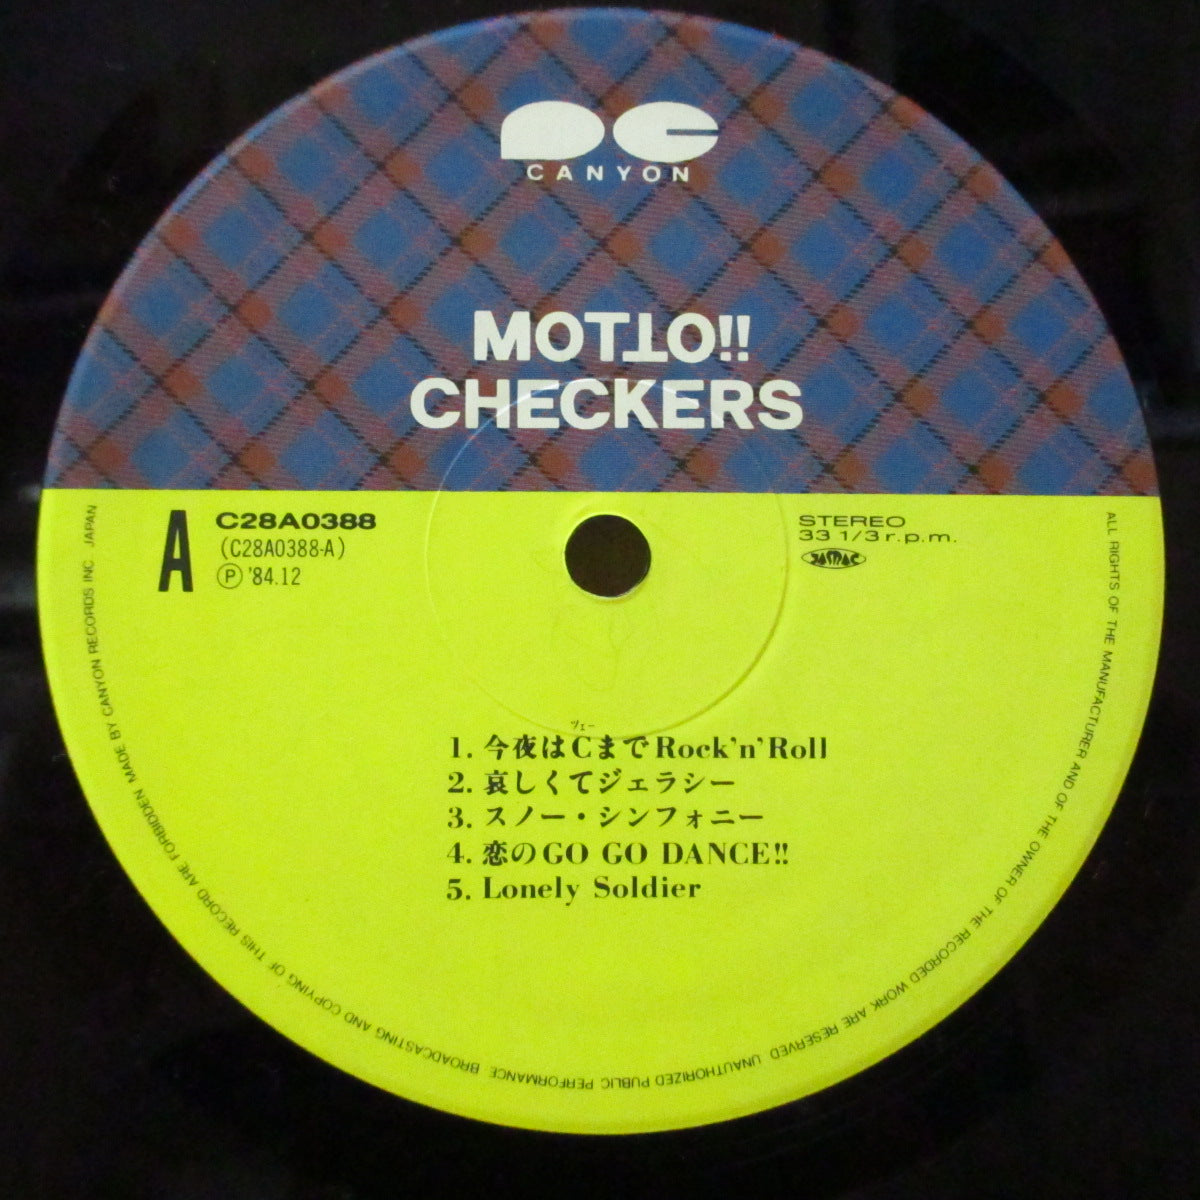 PC
CANYON
MOTTO!!
CHECKERS
A
C28A0388
(C28A0388-A)
Ⓟ '84.12
STEREO
33 1/3 r.p.m.
JASRAC
ツェー
1. 今夜はCまでRock'n'Roll
2. 哀しくてジェラシー
3. スノー・シンフォニー
4. 恋のGO GO DANCE!!
5. Lonely Soldier
ALL RIGHTS OF THE MANUFACTURER AND OF THE OWNER OF THE RECORDED WORK ARE RESERVED UNAUTHORIZED PUBLIC PERFORMANCE BROADCASTING AND COPYING OF THIS RECORD ARE FORBIDDEN MADE BY CANYON RECORDS INC JAPAN